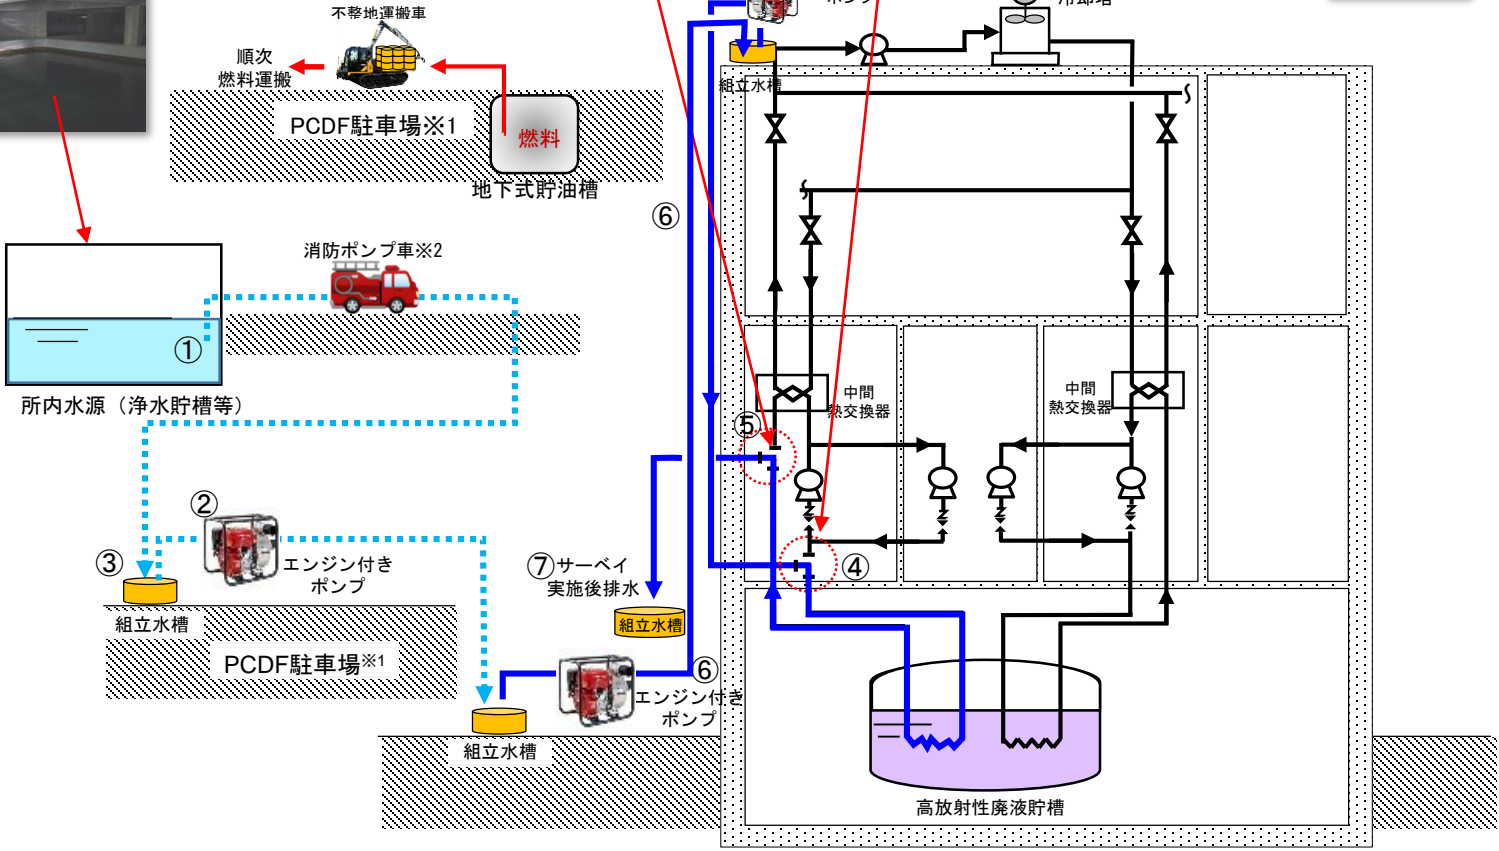 不整地運搬車
ポンプ
冷却塔
順次
燃料運搬
組立水槽
PCDF駐車場※1
燃料
地下式貯油槽
⑥
消防ポンプ車※2
①
所内水源（浄水貯槽等）
中間
熱交換器
中間
熱交換器
⑤
②
③
エンジン付き
ポンプ
④
⑦サーベイ
実施後排水
組立水槽
組立水槽
PCDF駐車場※1
⑥
エンジン付き
ポンプ
組立水槽
高放射性廃液貯槽